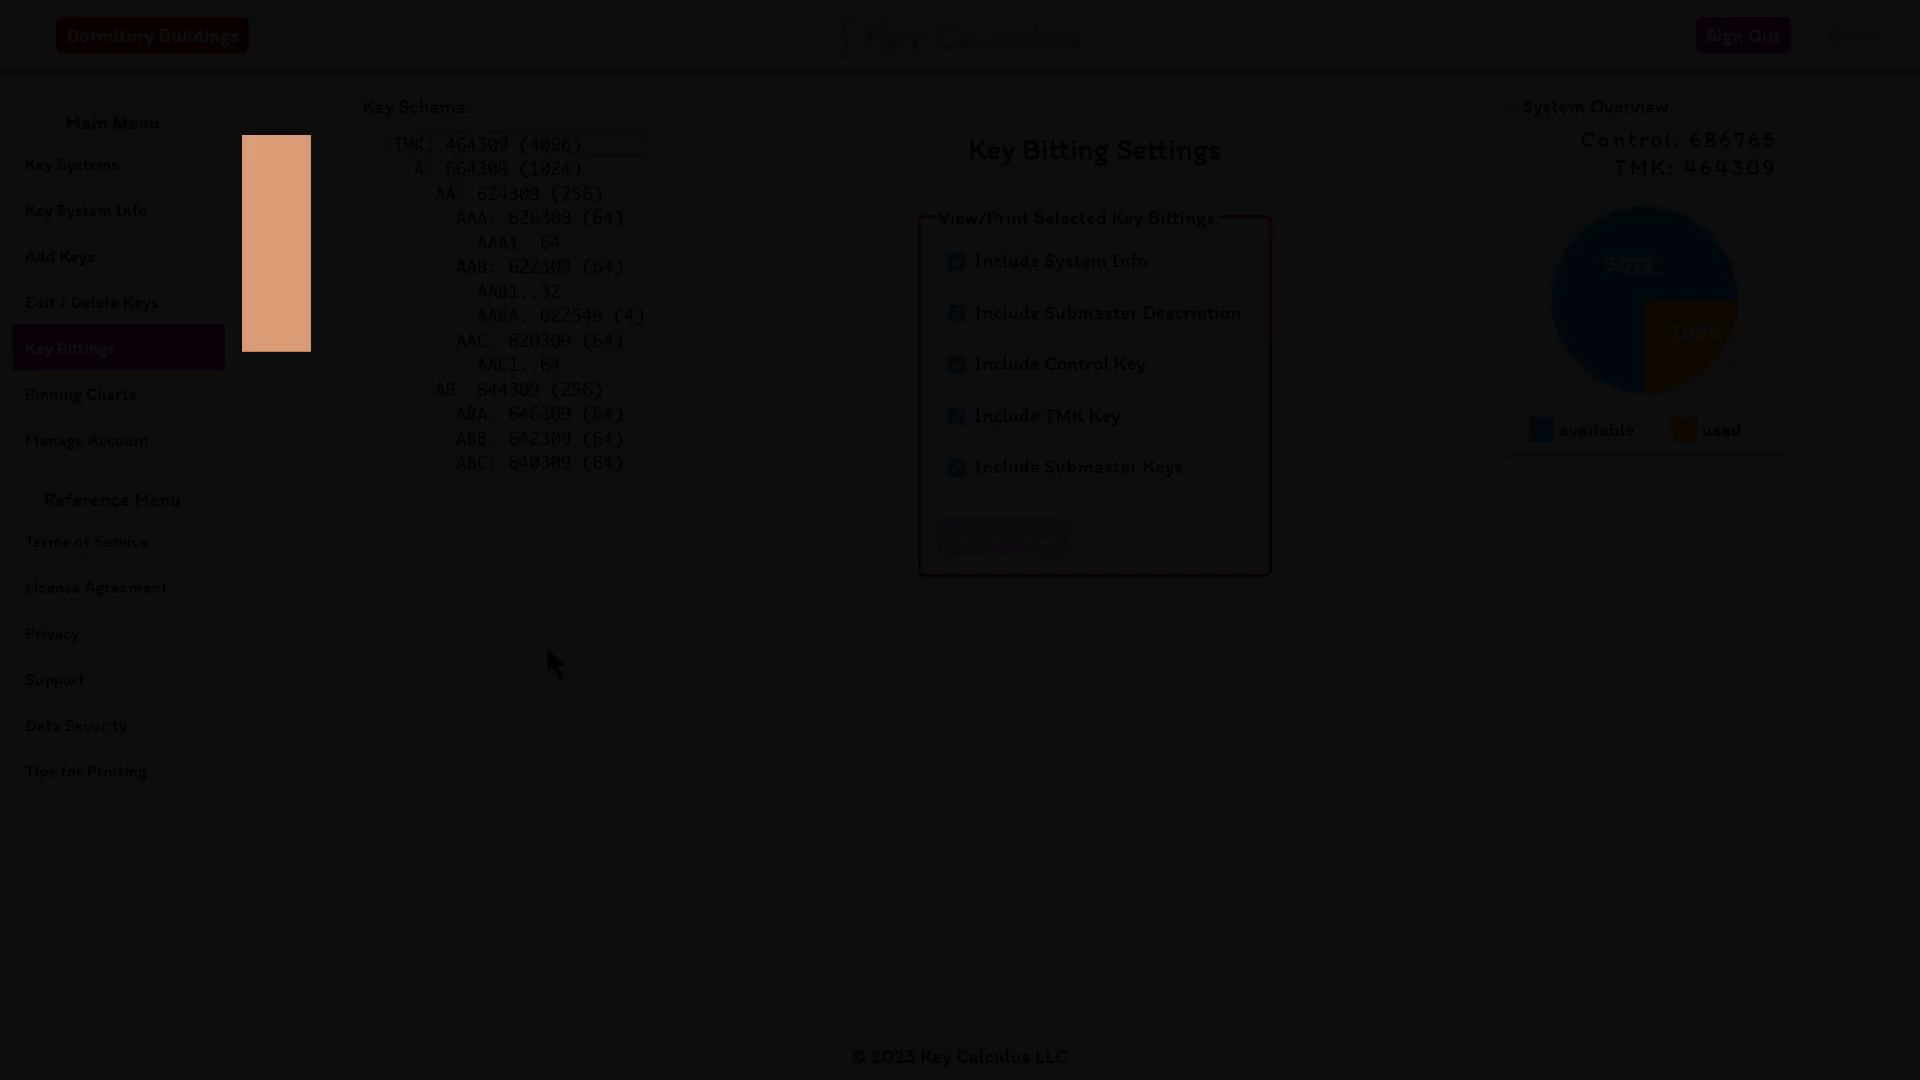 Dormitory Buildings
Key Calculus
Sign Out
Main Menu
Key Systems
Key System Info
Add Keys
Edit / Delete Keys
Key Bittings
Pinning Charts
Manage Account
Reference Menu
Terms of Service
License Agreement
Privacy
Support
Data Security
Tips for Printing
Key Schema:
TMK: 464309 (4096)
A: 664309 (1024)
AA: 624309 (256)
AAA: 626309 (64)
AAA1..64
AAB: 622309 (64)
AAB1..32
AABA: 622549 (4)
AAC: 620309 (64)
AAC1..64
AB: 644309 (256)
ABA: 646309 (64)
ABB: 642309 (64)
ABC: 640309 (64)
Key Bitting Settings
View/Print Selected Key Bittings
Include System Info
Include Submaster Description
Include Control Key
Include TMK Key
Include Submaster Keys
System Overview
Control: 686765
TMK: 464309
3072
1024
available
used
© 2023 Key Calculus LLC